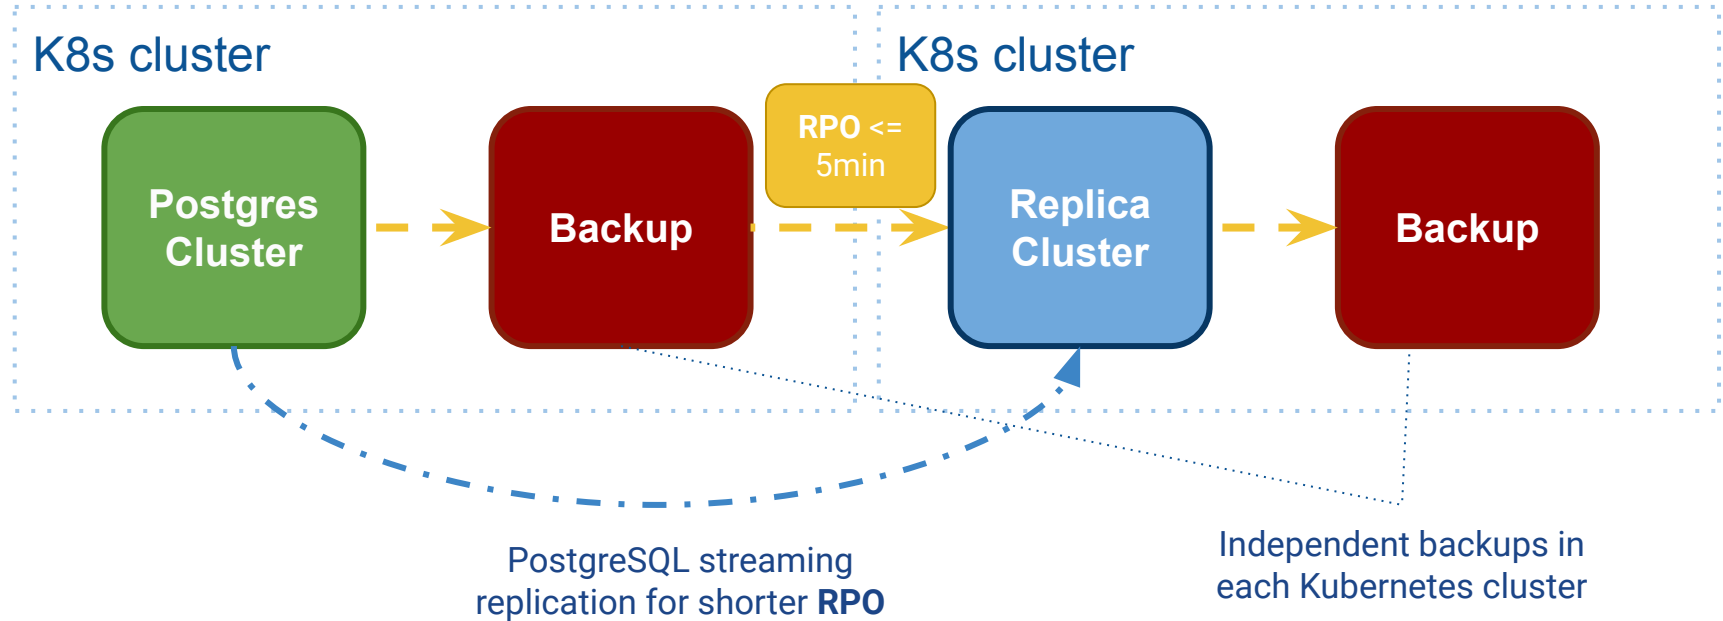 K8s cluster
K8s cluster
RPO <=
5min
Postgres
Cluster
Backup
Replica
Cluster
Backup
PostgreSQL streaming
replication for shorter RPO
Independent backups in
each Kubernetes cluster